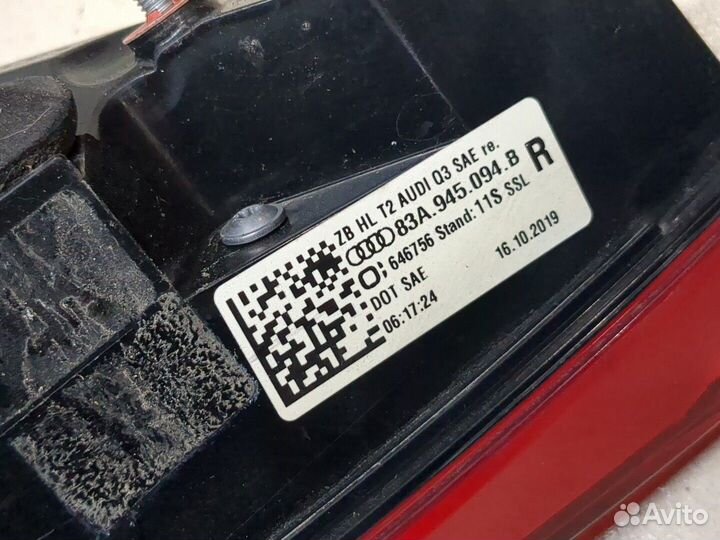 ZB HL T2 AUDI Q3 SAE re.
83A.945.094.B R
646756 Stand: 11S SSL
DOT SAE 16.10.2019
06:17:24
Avito